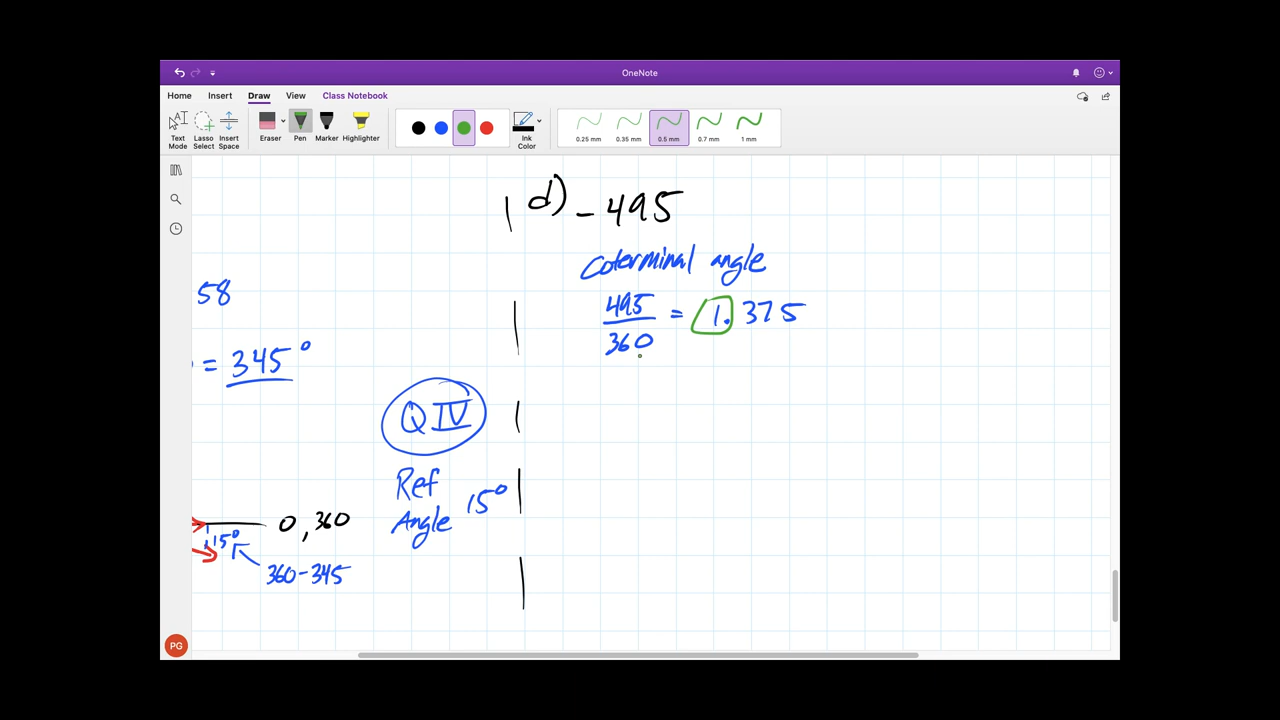 OneNote
Home Insert Draw View Class Notebook
Text Mode
Lasso Select
Insert Space
Eraser
Pen
Marker
Highlighter
Ink Color
0.25 mm
0.35 mm
0.5 mm
0.7 mm
1 mm
58
= 345°
Q IV
Ref
Angle 15°
0, 360
15°
360-345
d) -495
Coterminal angle
495
360
= 1.375
PG